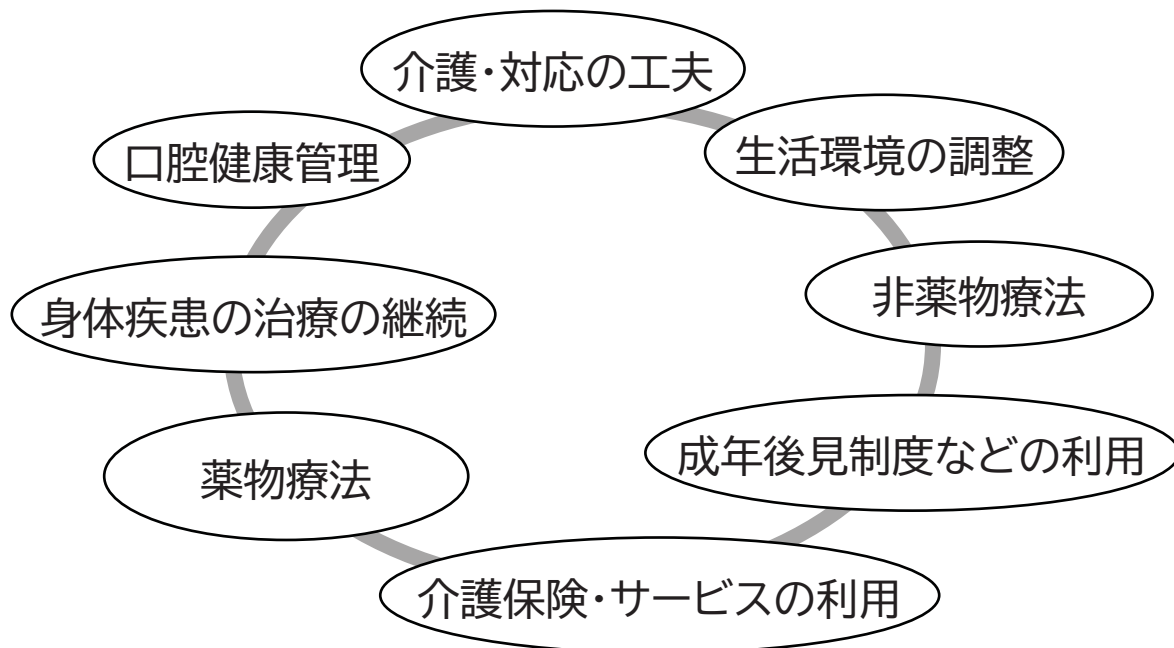 介護・対応の工夫
生活環境の調整
非薬物療法
成年後見制度などの利用
介護保険・サービスの利用
薬物療法
身体疾患の治療の継続
口腔健康管理